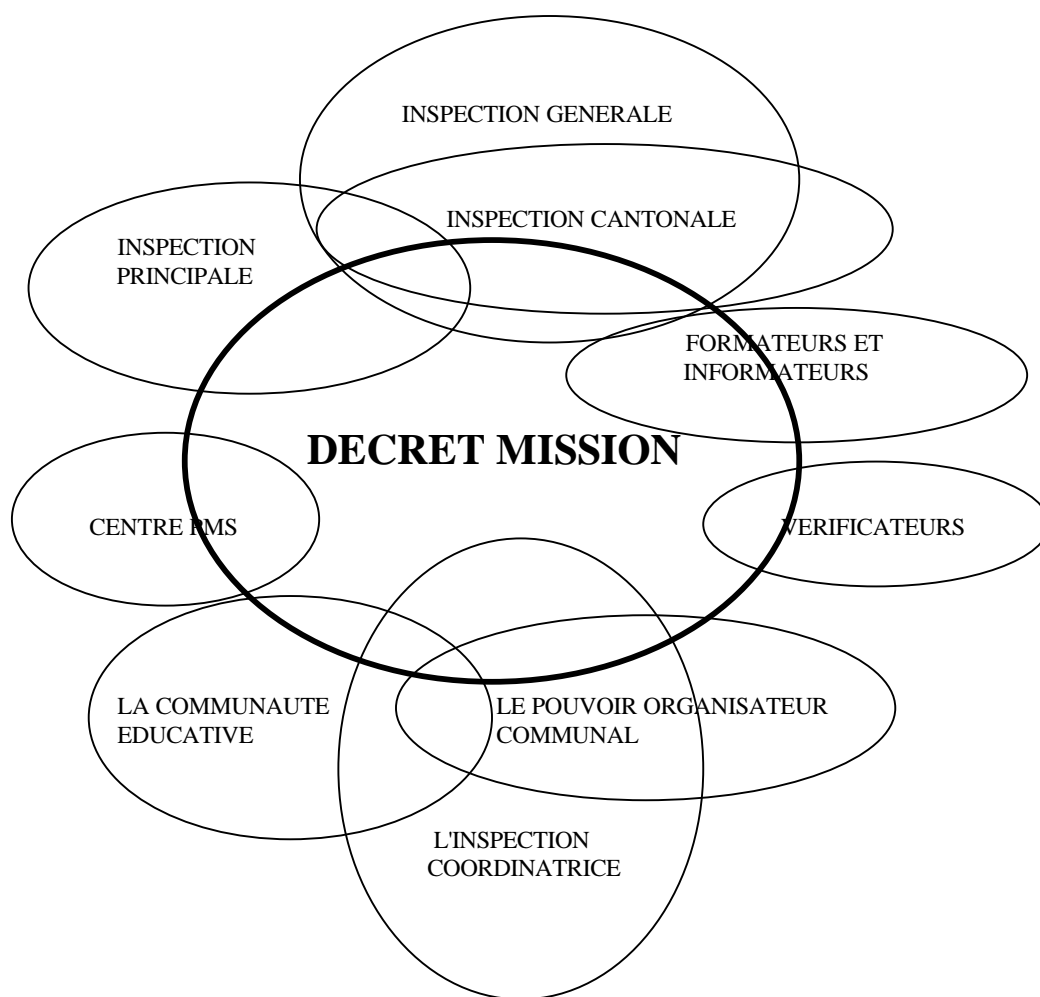 INSPECTION GENERALE
INSPECTION CANTONALE
INSPECTION
PRINCIPALE
FORMATEURS ET
INFORMATEURS
DECRET MISSION
CENTRE PMS
VERIFICATEURS
LA COMMUNAUTE
EDUCATIVE
LE POUVOIR ORGANISATEUR
COMMUNAL
L'INSPECTION
COORDINATRICE